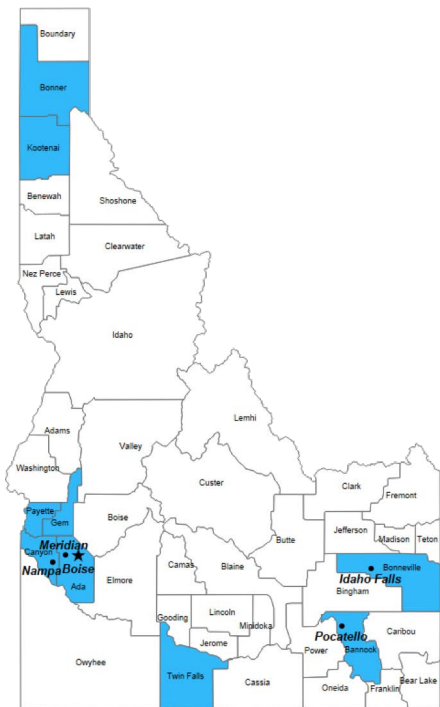 Boundary
Bonner
Kootenai
Benewah
Shoshone
Latah
Clearwater
Nez Perce
Lewis
Idaho
Lemhi
Adams
Valley
Washington
Custer
Clark
Fremont
Payette
Gem
Boise
Butte
Jefferson
Madison
Teton
Canyon
Meridian
Nampa
Boise
Ada
Elmore
Camas
Blaine
Bonneville
Idaho Falls
Bingham
Gooding
Lincoln
Minidoka
Jerome
Pocatello
Power
Bannock
Caribou
Owyhee
Twin Falls
Cassia
Oneida
Franklin
Bear Lake